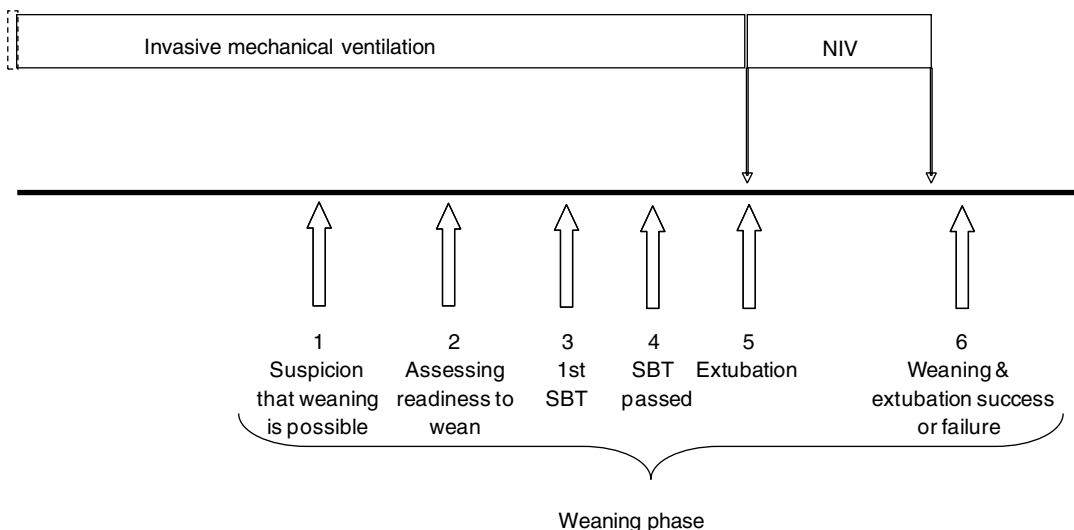 Invasive mechanical ventilation
NIV
1
Suspicion
that weaning
is possible
2
Assessing
readiness to
wean
3
1st
SBT
4
SBT
passed
5
Extubation
6
Weaning &
extubation success
or failure
Weaning phase